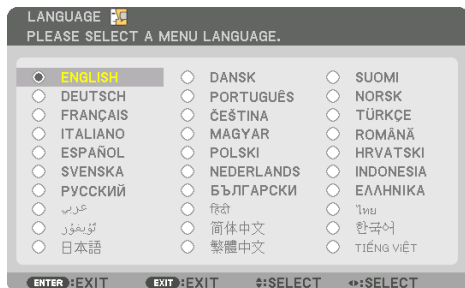 LANGUAGE
PLEASE SELECT A MENU LANGUAGE.
ENGLISH DANSK SUOMI
DEUTSCH PORTUGUÊS NORSK
FRANÇAIS ČEŠTINA TÜRKÇE
ITALIANO MAGYAR ROMÂNĂ
ESPAÑOL POLSKI HRVATSKI
SVENSKA NEDERLANDS INDONESIA
РУССКИЙ БЪЛГАРСКИ ΕΛΛΗΝΙΚΑ
عربي हिंदी ไทย
ئۇيغۇر 简体中文 한국어
日本語 繁體中文 TIẾNG VIỆT
ENTER :EXIT EXIT :EXIT :SELECT :SELECT